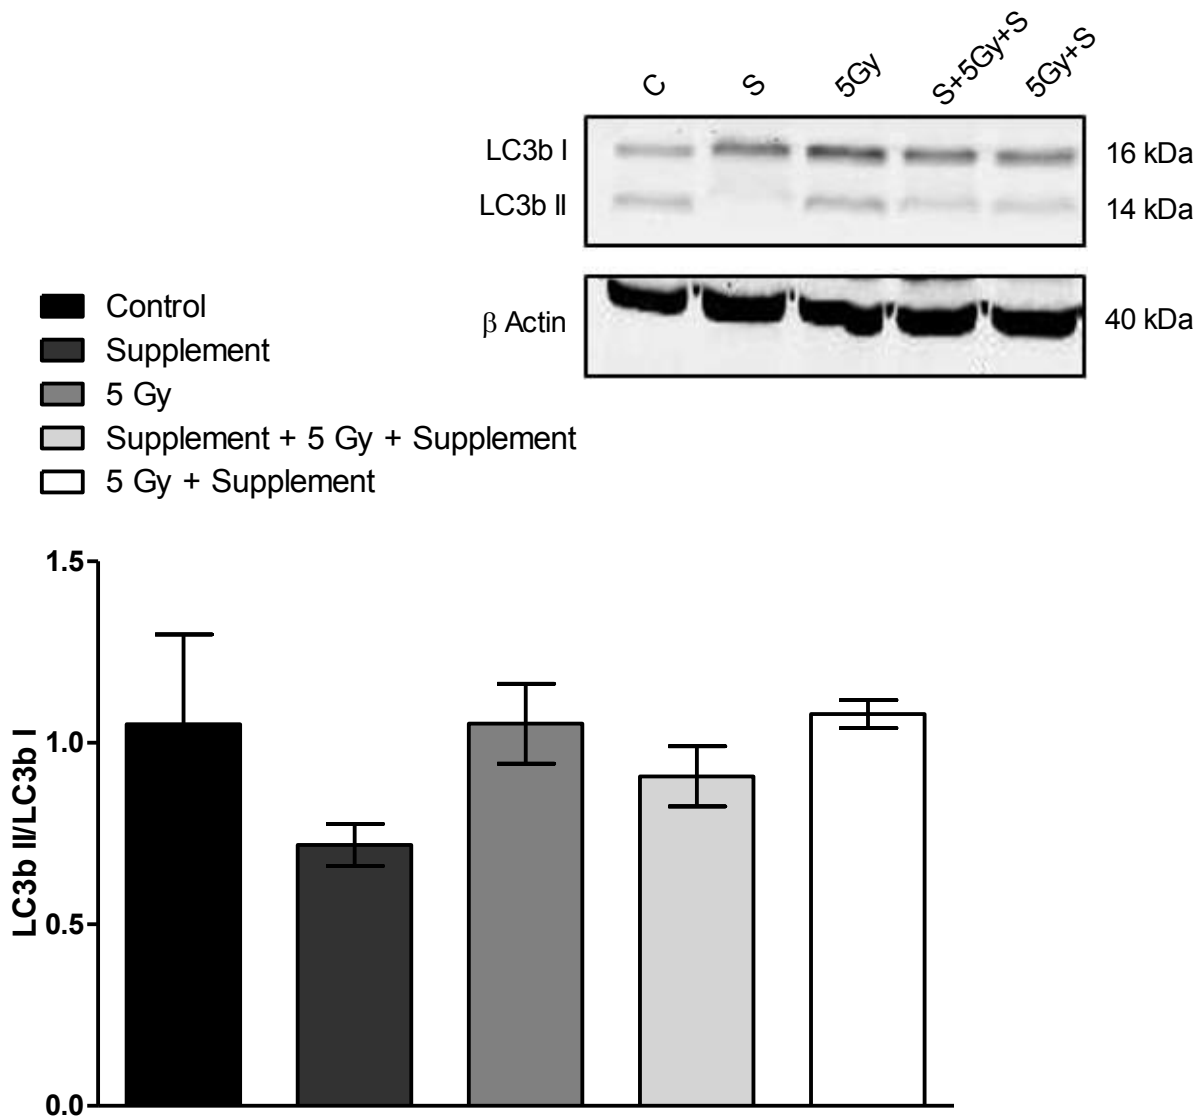 C S 5Gy S+5Gy+S 5Gy+S
LC3b I 16 kDa
LC3b II 14 kDa
β Actin 40 kDa
Control
Supplement
5 Gy
Supplement + 5 Gy + Supplement
5 Gy + Supplement
LC3b II/LC3b I
1.5
1.0
0.5
0.0